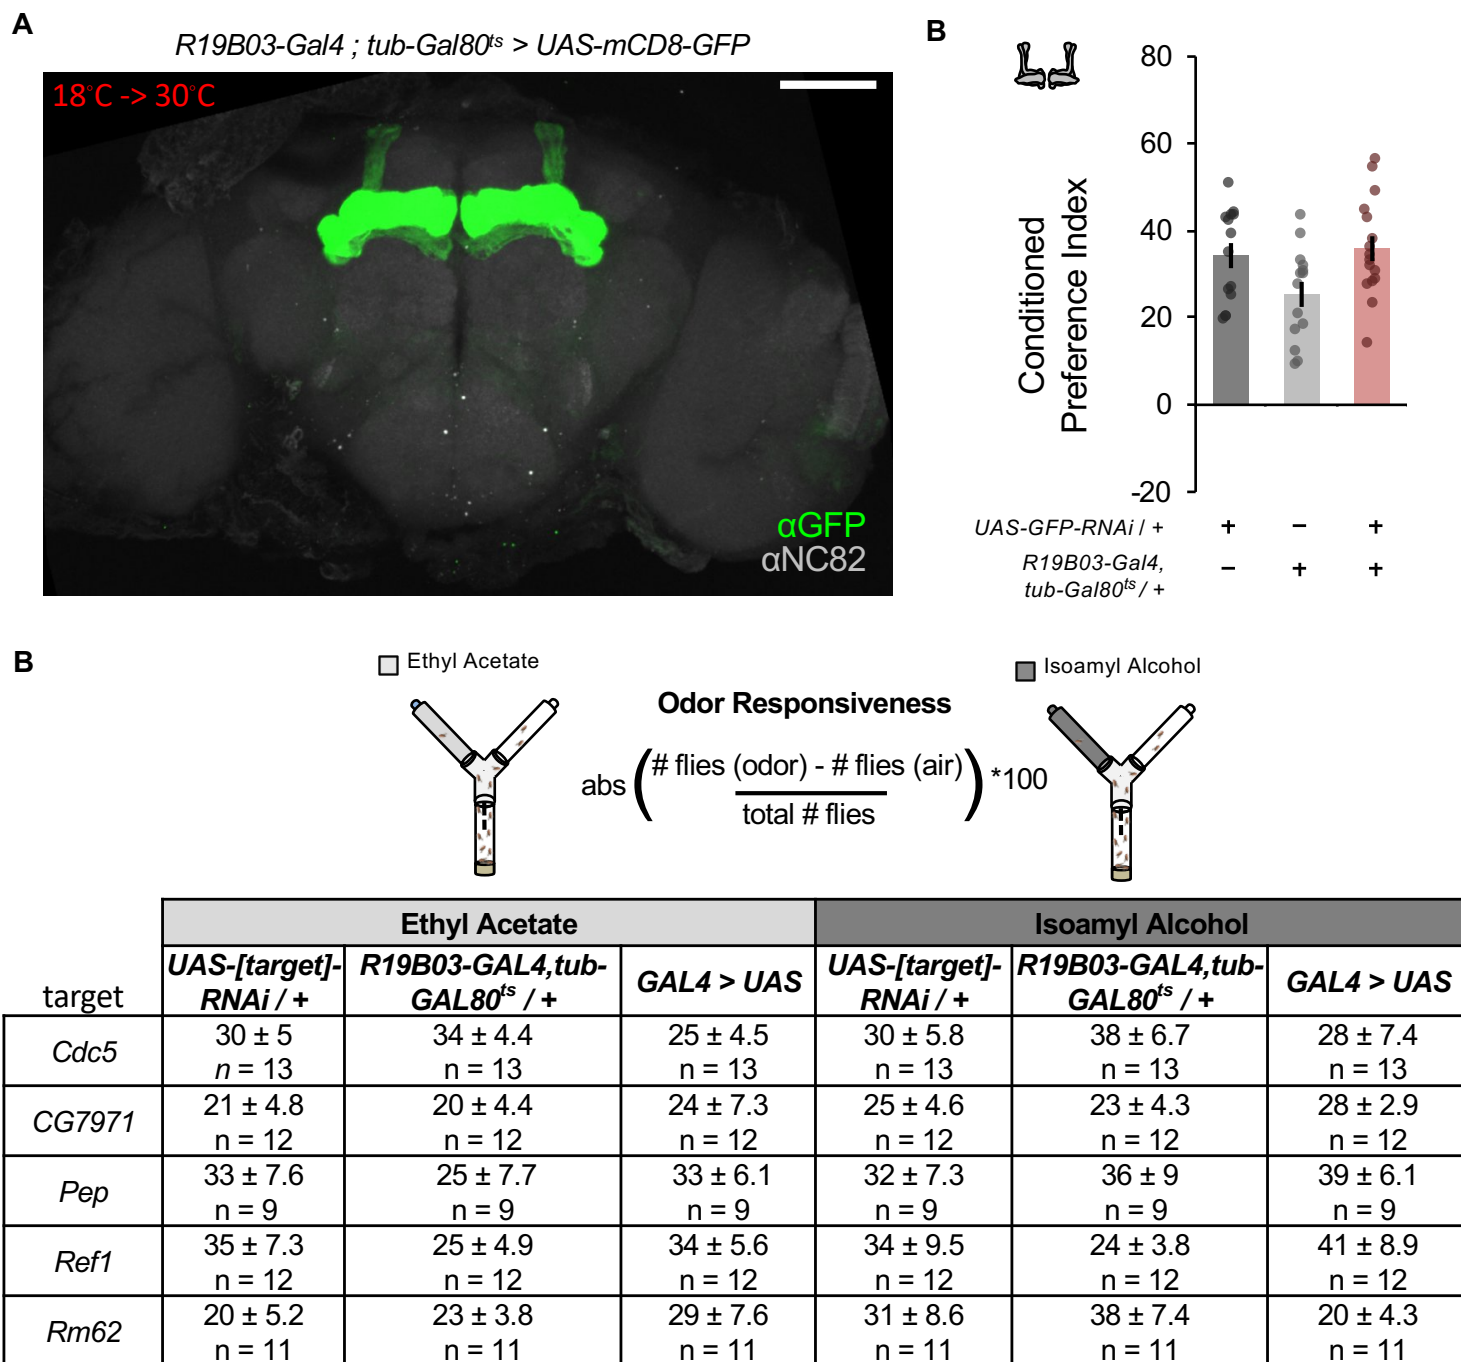 A
R19B03-Gal4 ; tub-Gal80ts > UAS-mCD8-GFP
18°C -> 30°C
αGFP
αNC82
B
80
60
40
20
0
-20
Conditioned
Preference Index
UAS-GFP-RNAi / + + – +
R19B03-Gal4,
tub-Gal80ts / + – + +
B
Ethyl Acetate
Isoamyl Alcohol
Odor Responsiveness
abs ( # flies (odor) - # flies (air) ) *100
total # flies
Ethyl Acetate Isoamyl Alcohol
target
UAS-[target]-
RNAi / +
R19B03-GAL4,tub-
GAL80ts / +
GAL4 > UAS
UAS-[target]-
RNAi / +
R19B03-GAL4,tub-
GAL80ts / +
GAL4 > UAS
Cdc5
30 ± 5 34 ± 4.4 25 ± 4.5 30 ± 5.8 38 ± 6.7 28 ± 7.4
n = 13 n = 13 n = 13 n = 13 n = 13 n = 13
CG7971
21 ± 4.8 20 ± 4.4 24 ± 7.3 25 ± 4.6 23 ± 4.3 28 ± 2.9
n = 12 n = 12 n = 12 n = 12 n = 12 n = 12
Pep
33 ± 7.6 25 ± 7.7 33 ± 6.1 32 ± 7.3 36 ± 9 39 ± 6.1
n = 9 n = 9 n = 9 n = 9 n = 9 n = 9
Ref1
35 ± 7.3 25 ± 4.9 34 ± 5.6 34 ± 9.5 24 ± 3.8 41 ± 8.9
n = 12 n = 12 n = 12 n = 12 n = 12 n = 12
Rm62
20 ± 5.2 23 ± 3.8 29 ± 7.6 31 ± 8.6 38 ± 7.4 20 ± 4.3
n = 11 n = 11 n = 11 n = 11 n = 11 n = 11